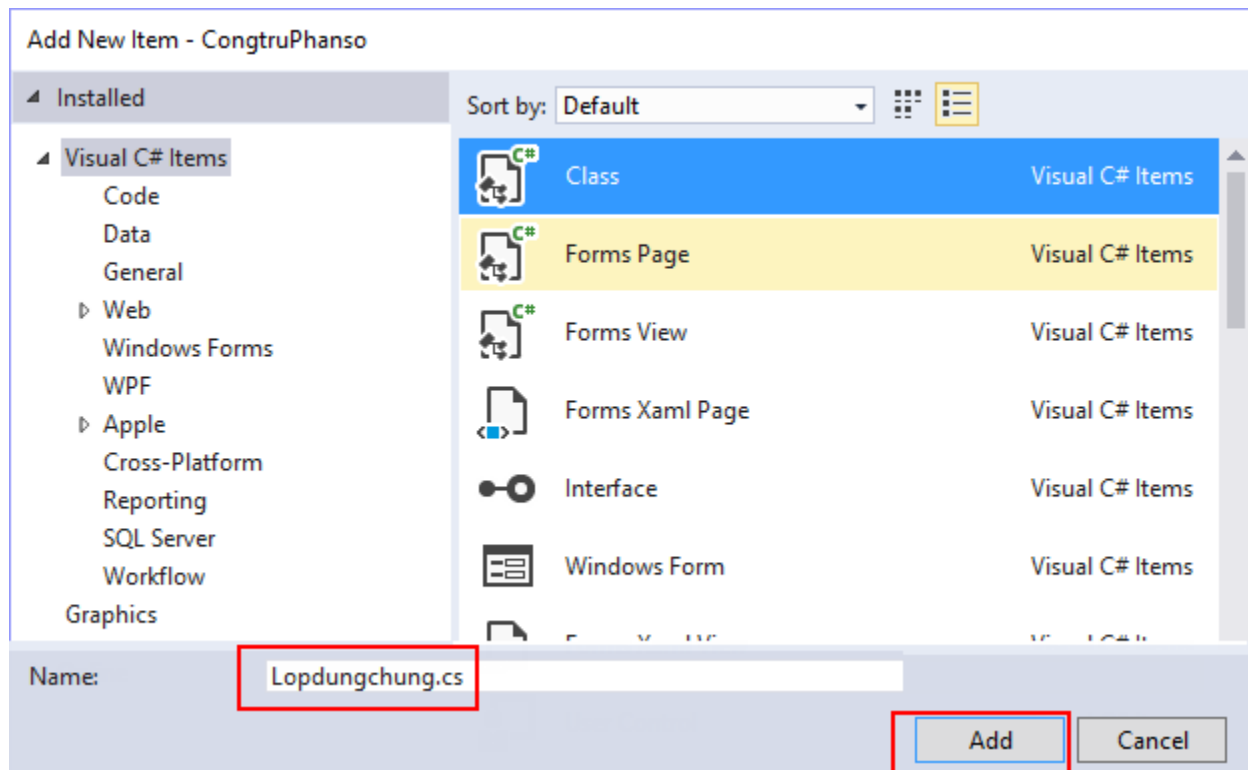 Add New Item - CongtruPhanso
Installed
Sort by: Default
Visual C# Items
Code
Data
General
Web
Windows Forms
WPF
Apple
Cross-Platform
Reporting
SQL Server
Workflow
Graphics
C# Class Visual C# Items
C# Forms Page Visual C# Items
C# Forms View Visual C# Items
Forms Xaml Page Visual C# Items
Interface Visual C# Items
Windows Form Visual C# Items
Name: Lopdungchung.cs
Add Cancel